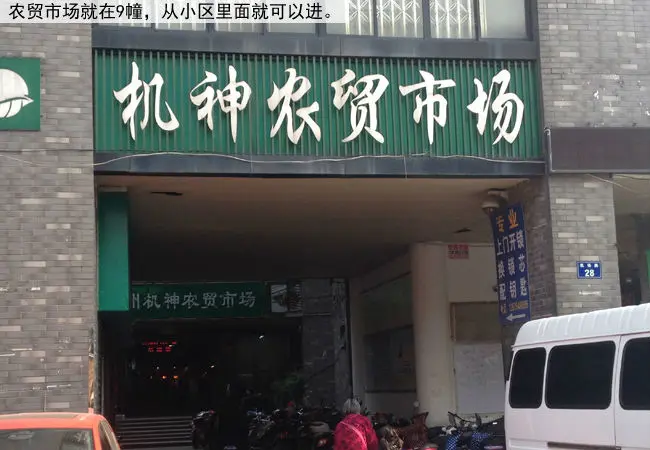 农贸市场就在9幢，从小区里面就可以进。
机神农贸市场
州机神农贸市场
专业
上门开锁
换锁芯
配钥匙
28